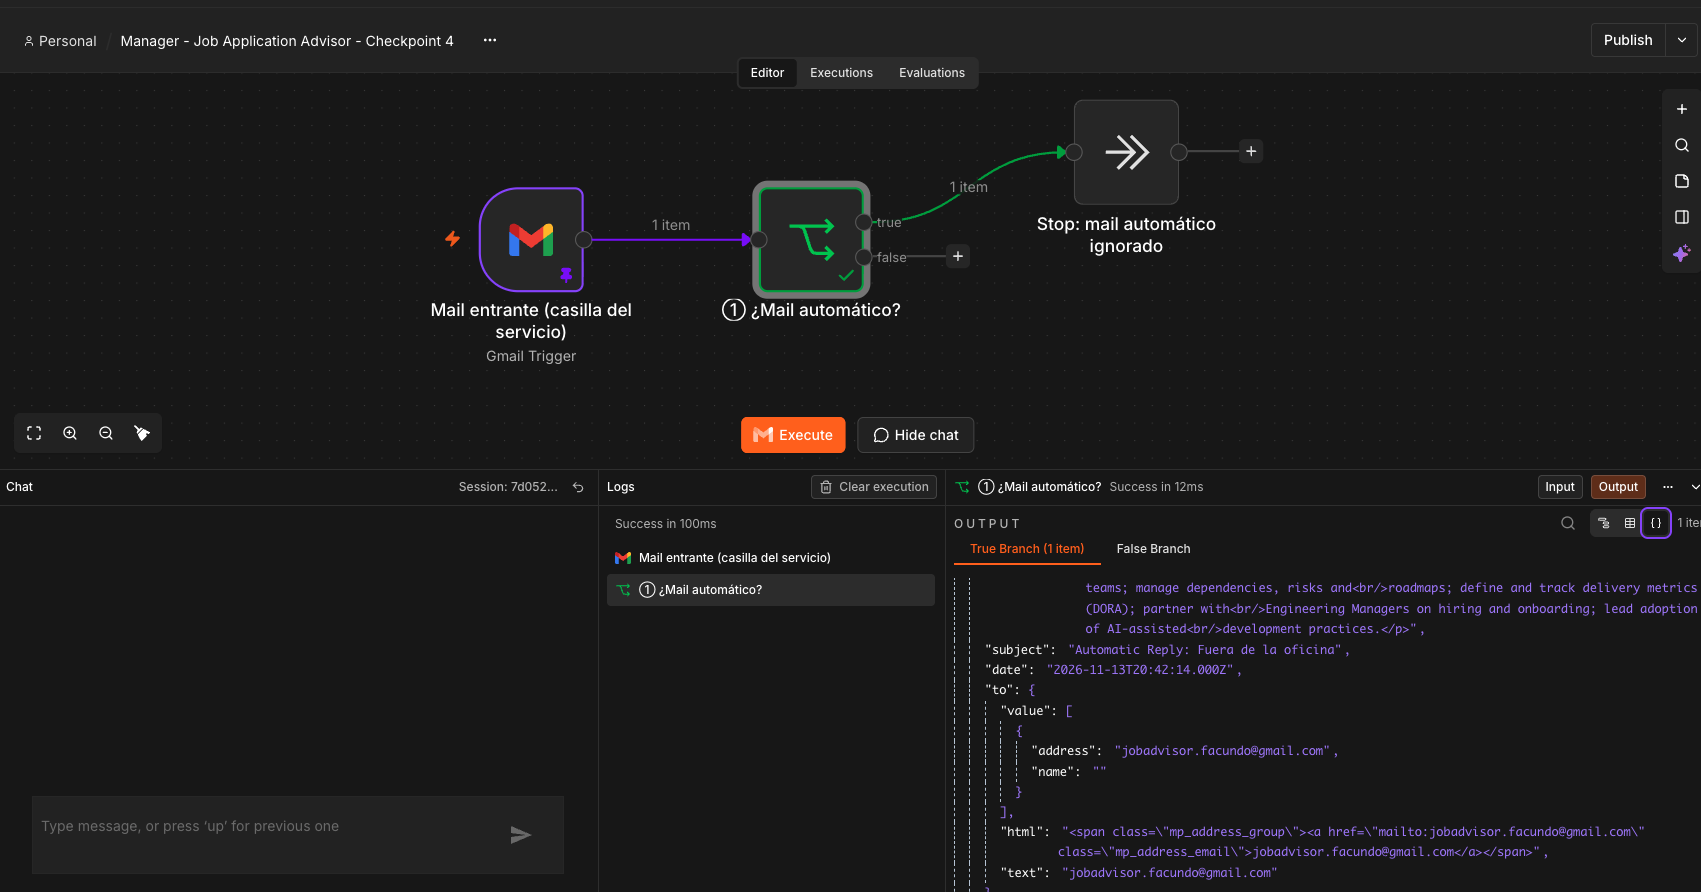 Personal / Manager - Job Application Advisor - Checkpoint 4 ...
Publish
Editor Executions Evaluations
1 item
1 item
true
false
Mail entrante (casilla del
servicio)
Gmail Trigger
① ¿Mail automático?
Stop: mail automático
ignorado
Execute
Hide chat
Chat
Session: 7d052...
Type message, or press ‘up’ for previous one
Logs
Clear execution
Success in 100ms
Mail entrante (casilla del servicio)
① ¿Mail automático?
① ¿Mail automático? Success in 12ms
Input Output ...
OUTPUT
{ } 1 ite
True Branch (1 item) False Branch
teams; manage dependencies, risks and<br/>roadmaps; define and track delivery metrics
(DORA); partner with<br/>Engineering Managers on hiring and onboarding; lead adoption
of AI-assisted<br/>development practices.</p>",
"subject": "Automatic Reply: Fuera de la oficina",
"date": "2026-11-13T20:42:14.000Z",
"to": {
"value": [
{
"address": "jobadvisor.facundo@gmail.com",
"name": ""
}
],
"html": "<span class=\"mp_address_group\"><a href=\"mailto:jobadvisor.facundo@gmail.com\"
class=\"mp_address_email\">jobadvisor.facundo@gmail.com</a></span>",
"text": "jobadvisor.facundo@gmail.com"